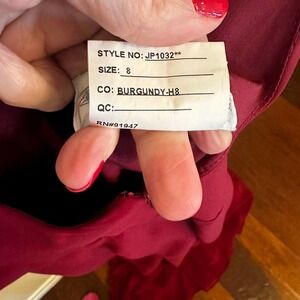 STYLE NO: JP1032**
SIZE: 8
CO: BURGUNDY-H8
QC:
RN#91947